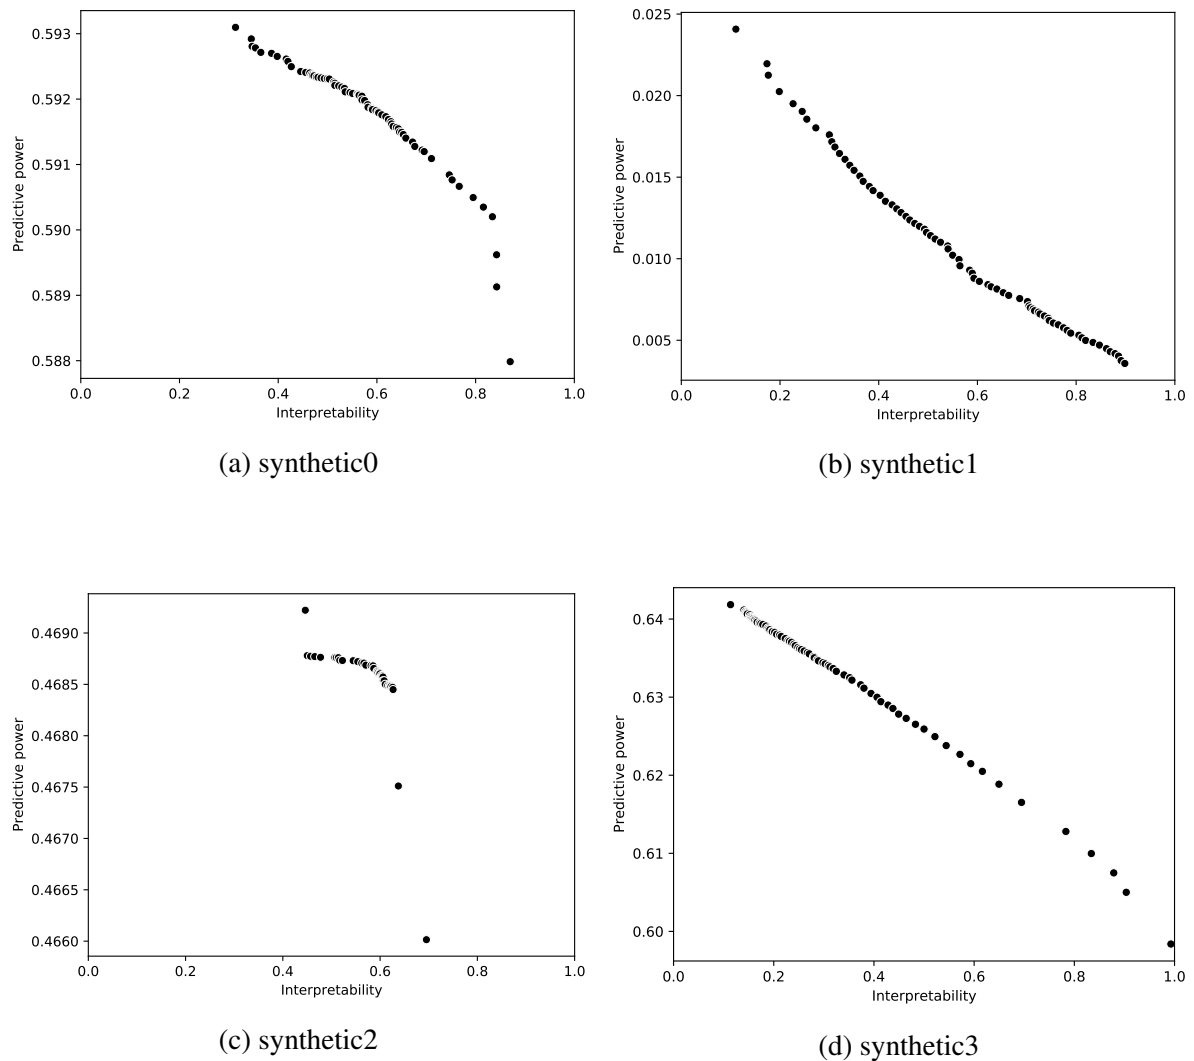 0.593
0.592
0.591
0.590
0.589
0.588
Predictive power
0.0 0.2 0.4 0.6 0.8 1.0
Interpretability
(a) synthetic0
0.025
0.020
0.015
0.010
0.005
Predictive power
0.0 0.2 0.4 0.6 0.8 1.0
Interpretability
(b) synthetic1
0.4690
0.4685
0.4680
0.4675
0.4670
0.4665
0.4660
Predictive power
0.0 0.2 0.4 0.6 0.8 1.0
Interpretability
(c) synthetic2
0.64
0.63
0.62
0.61
0.60
Predictive power
0.0 0.2 0.4 0.6 0.8 1.0
Interpretability
(d) synthetic3